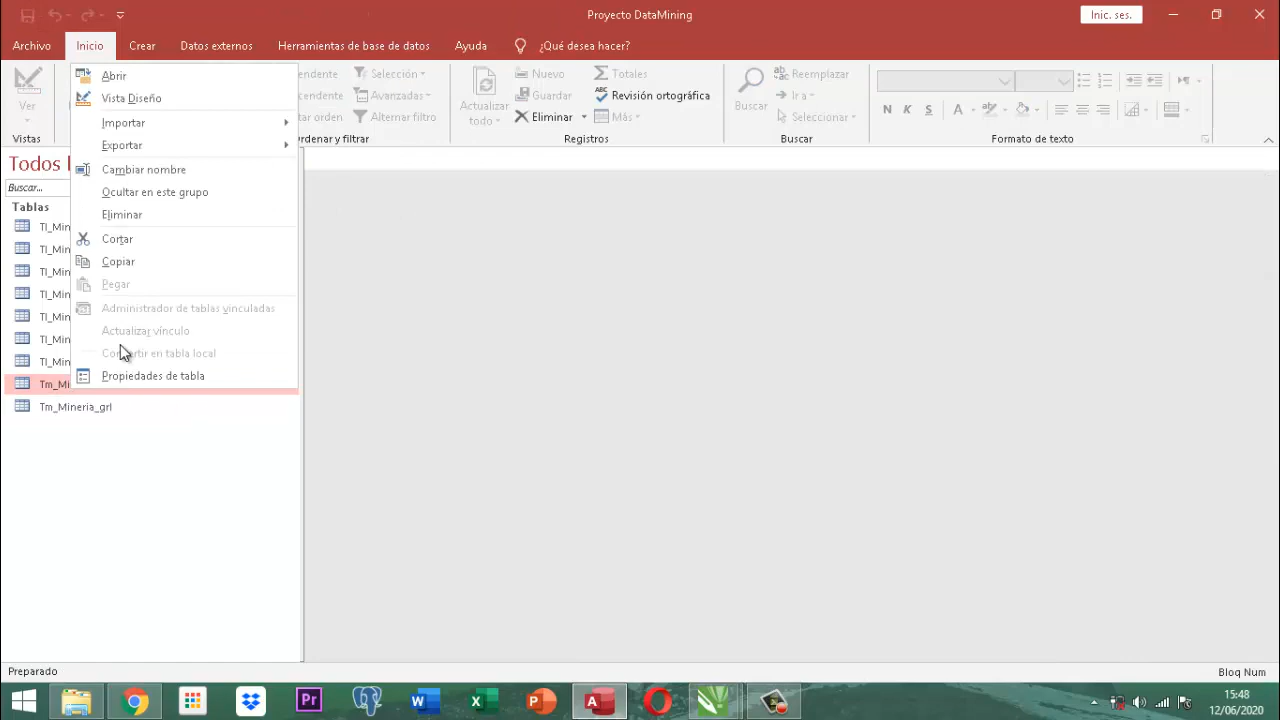 Proyecto DataMining
Inic. ses.
Archivo Inicio Crear Datos externos Herramientas de base de datos Ayuda ¿Qué desea hacer?
Ver
Vistas
Selección
Avanzadas
Alternar filtro
Actualizar todo
Nuevo
Guardar
Eliminar
Totales
Revisión ortográfica
Más
Registros
Buscar
Reemplazar
Ir a
Seleccionar
Buscar
N K S A
Formato de texto
Abrir
Vista Diseño
Importar
Exportar
Cambiar nombre
Ocultar en este grupo
Eliminar
Cortar
Copiar
Pegar
Administrador de tablas vinculadas
Actualizar vínculo
en tabla local
Propiedades de tabla
Buscar...
Tablas
Tm_Mineria_grl
Preparado
Bloq Num
15:48
12/06/2020